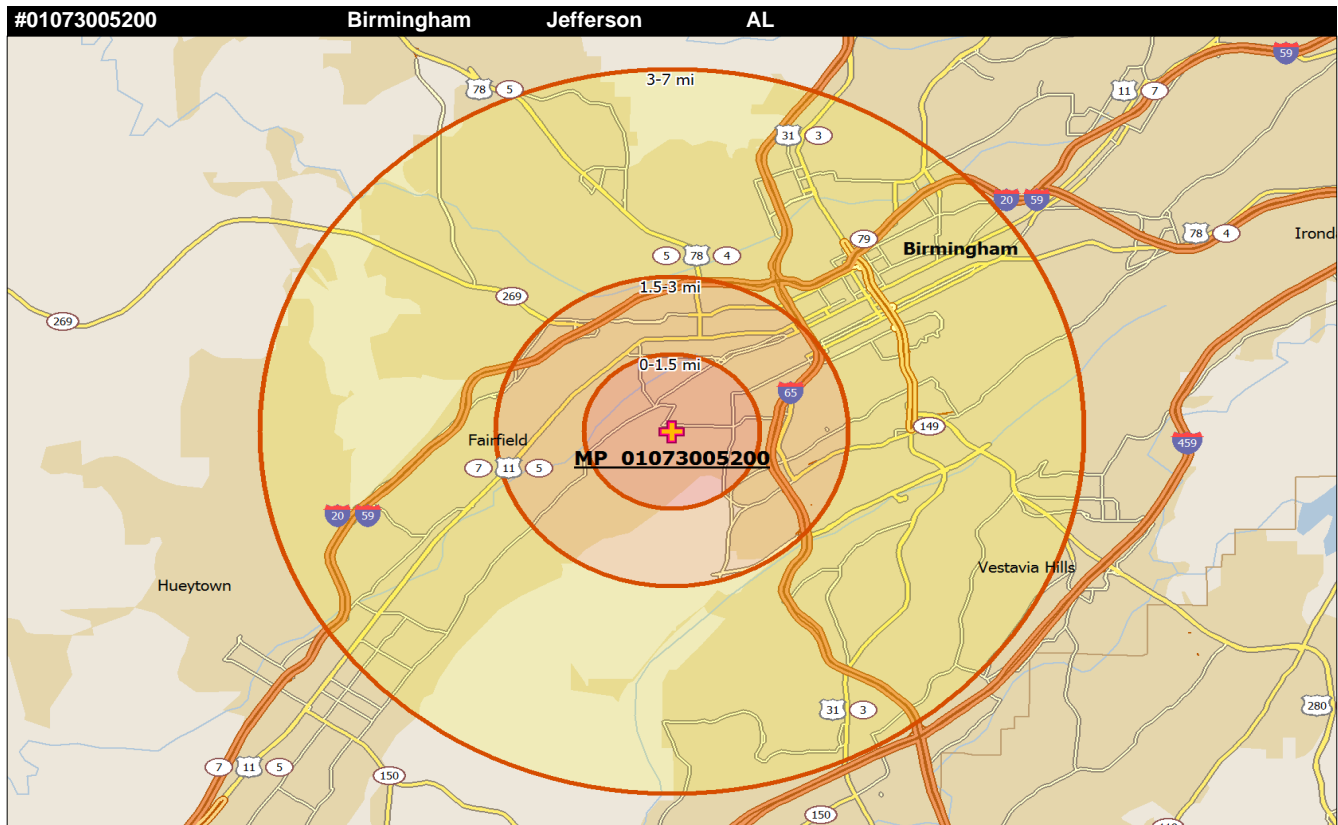 #01073005200 Birmingham Jefferson AL
59
3-7 mi
78 5
11 7
31 3
20 59
78 4
Irond
79
Birmingham
5 78 4
1.5-3 mi
269
269
0-1.5 mi
65
149
Fairfield
459
MP 01073005200
7 11 5
20 59
Vestavia Hills
Hueytown
280
31 3
7 11 5
150
150